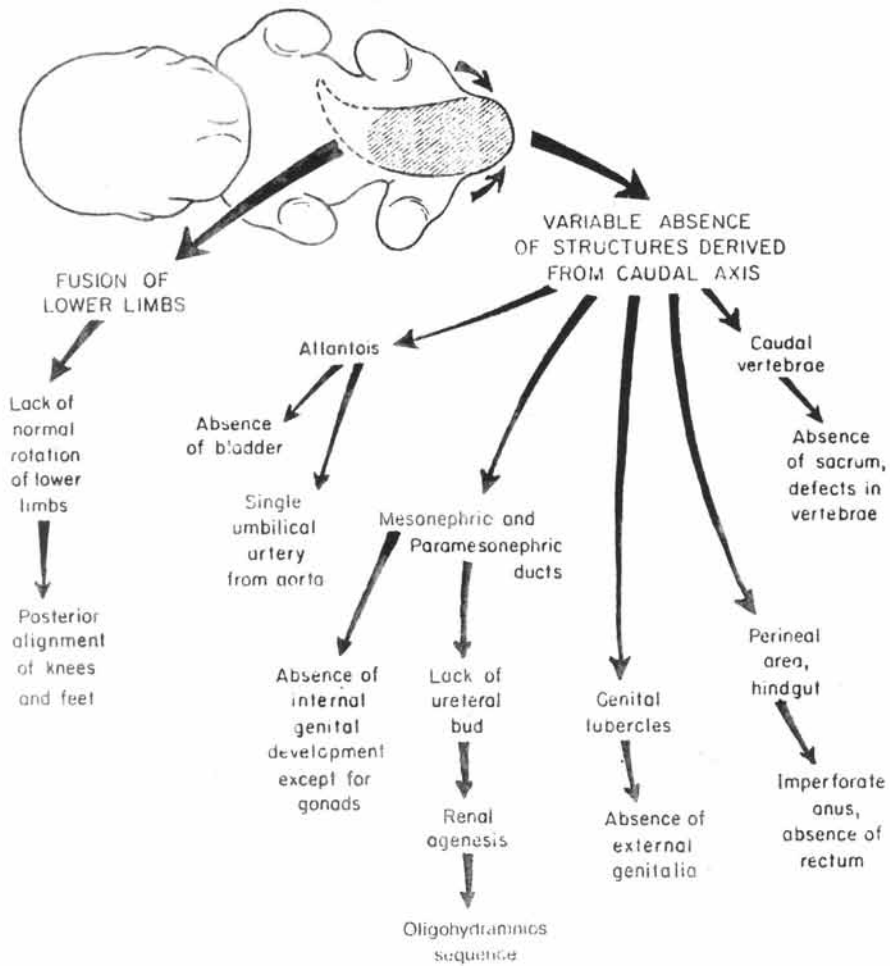 VARIABLE ABSENCE
OF STRUCTURES DERIVED
FROM CAUDAL AXIS
FUSION OF
LOWER LIMBS
Lack of
normal
rotation
of lower
limbs
Posterior
alignment
of knees
and feet
Allantois
Absence
of bladder
Single
umbilical
artery
from aorta
Mesonephric and
Paramesonephric
ducts
Absence of
internal
genital
development
except for
gonads
Lack of
ureteral
bud
Renal
agenesis
Oligohydramnios
sequence
Genital
tubercles
Absence of
external
genitalia
Caudal
vertebrae
Absence
of sacrum,
defects in
vertebrae
Perineal
area,
hindgut
Imperforate
anus,
absence of
rectum